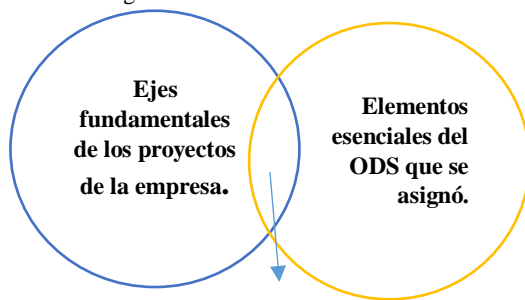 Ejes
fundamentales
de los proyectos
de la empresa.
Elementos
esenciales del
ODS que se
asignó.